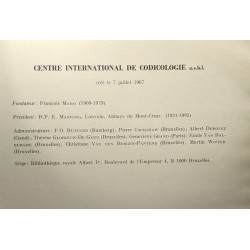 CENTRE INTERNATIONAL DE CODICOLOGIE a.s.b.l.
créé le 7 juillet 1967
Fondateur: François Masai (1909-1979).
Président: R.P. E. Manning, Louvain, Abbaye du Mont-César (1931-1995)
Administrateurs: F.O. Büttner (Bamberg); Pierre Cockshaw (Bruxelles); Albert Derolez
(Gand); Thérèse Glorieux-De Gand (Bruxelles); Geneviève Grand (Paris); Émile Van Bal-
berghe (Bruxelles); Christiane Van den Bergen-Pantens (Bruxelles); Martin Wittek
(Bruxelles).
Siège: Bibliothèque royale Albert Ier, Boulevard de l'Empereur 4, B 1000 Bruxelles.